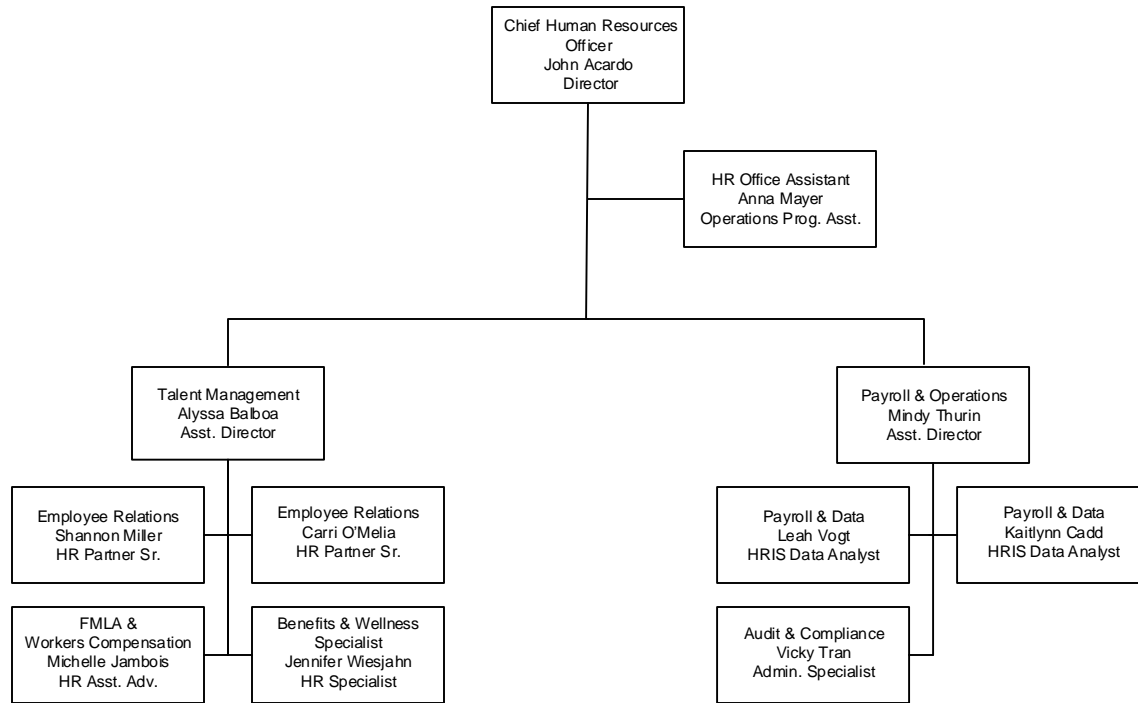 Chief Human Resources
Officer
John Acardo
Director
HR Office Assistant
Anna Mayer
Operations Prog. Asst.
Talent Management
Alyssa Balboa
Asst. Director
Payroll & Operations
Mindy Thurin
Asst. Director
Employee Relations
Shannon Miller
HR Partner Sr.
Employee Relations
Carri O'Melia
HR Partner Sr.
Payroll & Data
Leah Vogt
HRIS Data Analyst
Payroll & Data
Kaitlynn Cadd
HRIS Data Analyst
FMLA &
Workers Compensation
Michelle Jambois
HR Asst. Adv.
Benefits & Wellness
Specialist
Jennifer Wiesjahn
HR Specialist
Audit & Compliance
Vicky Tran
Admin. Specialist